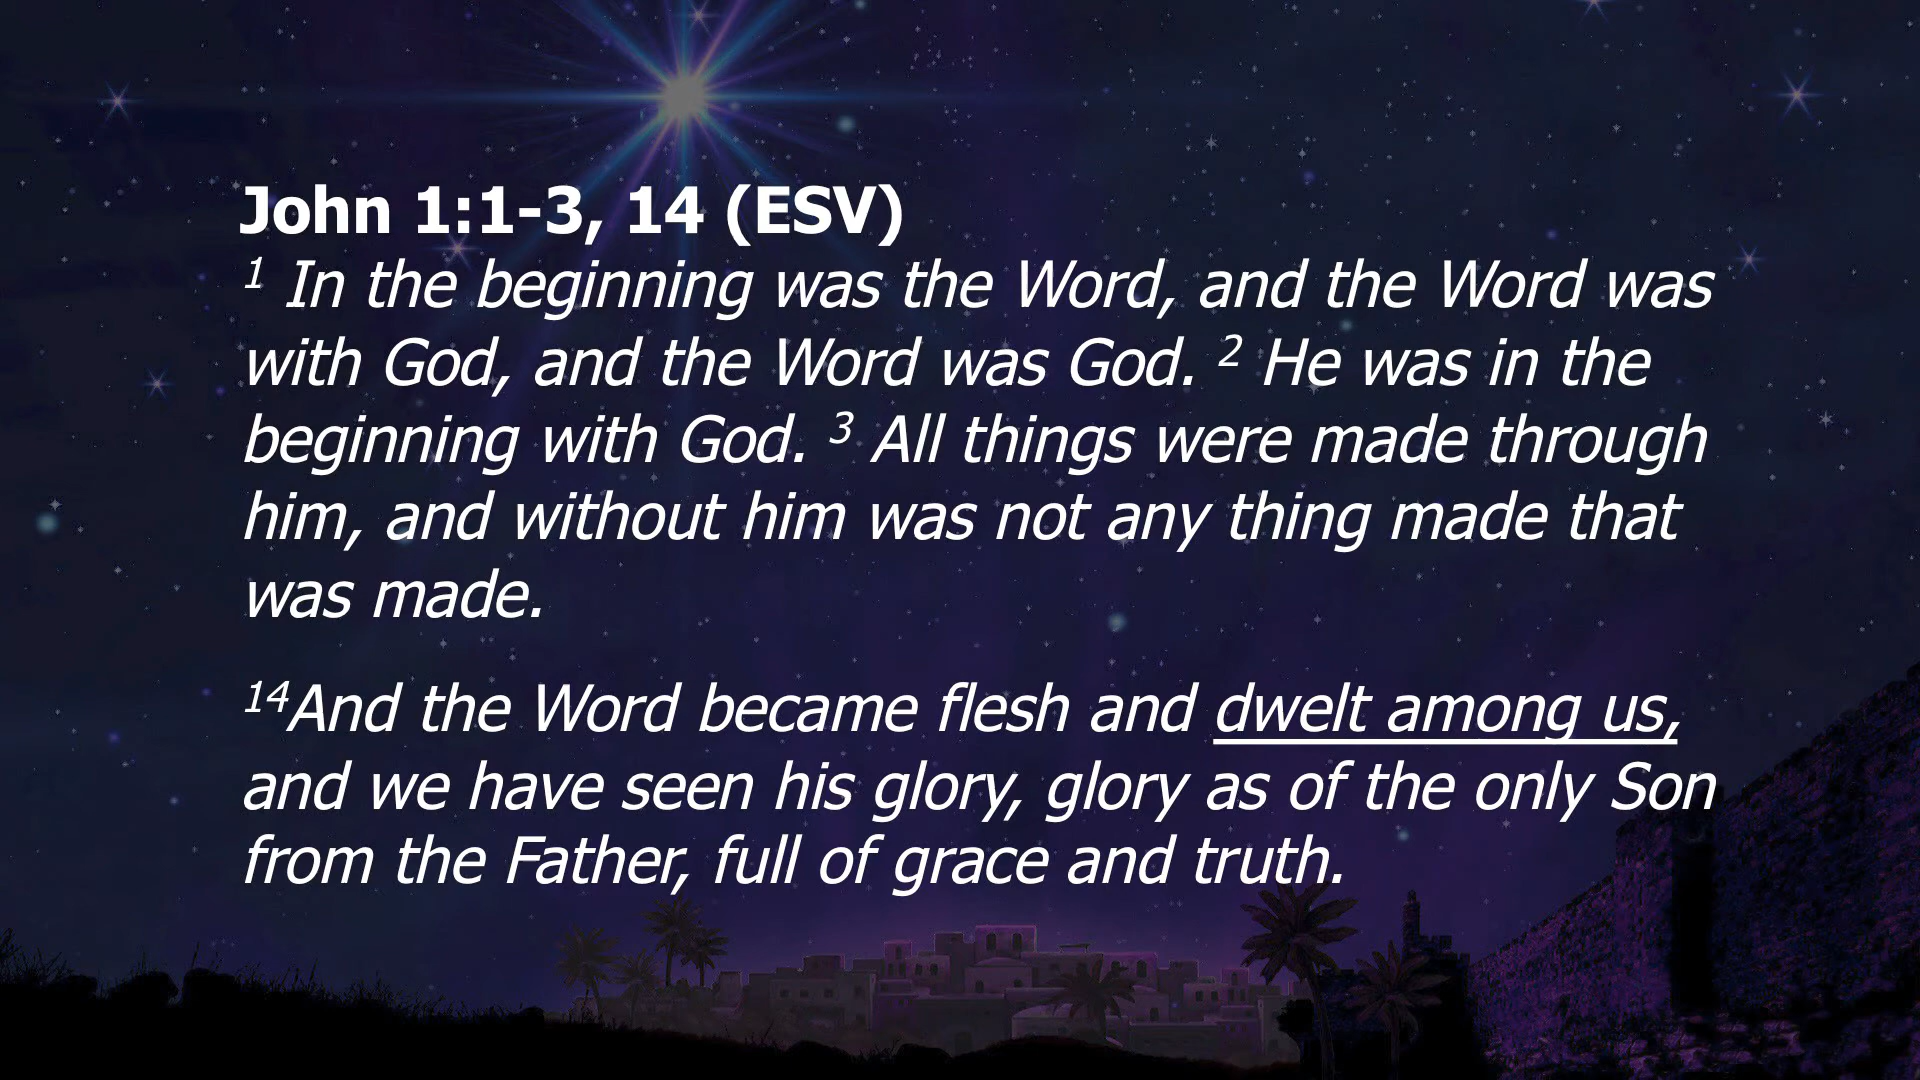 John 1:1-3, 14 (ESV)
1 In the beginning was the Word, and the Word was
with God, and the Word was God. 2 He was in the
beginning with God. 3 All things were made through
him, and without him was not any thing made that
was made.
14And the Word became flesh and dwelt among us,
and we have seen his glory, glory as of the only Son
from the Father, full of grace and truth.